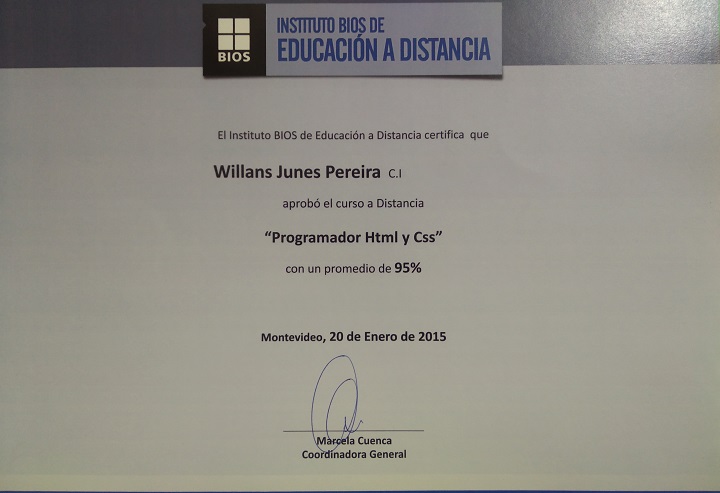 BIOS
INSTITUTO BIOS DE
EDUCACIÓN A DISTANCIA
El Instituto BIOS de Educación a Distancia certifica que
Willans Junes Pereira C.I
aprobó el curso a Distancia
“Programador Html y Css”
con un promedio de 95%
Montevideo, 20 de Enero de 2015
Marcela Cuenca
Coordinadora General